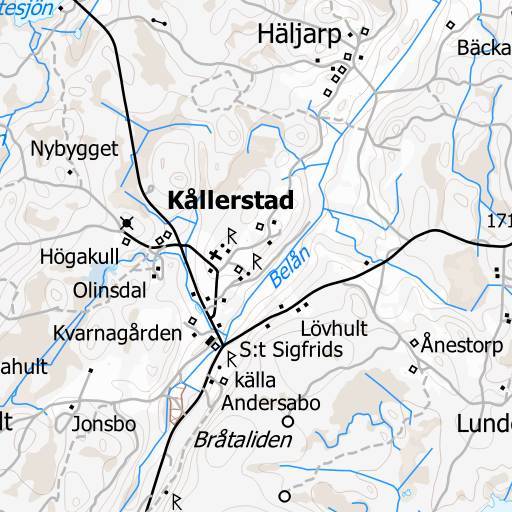 tesjön
Häljarp
Bäcka
Nybygget
Kållerstad
171
Högakull
Belån
Olinsdal
Kvarnagården
Lövhult
S:t Sigfrids
källa
Ånestorp
ahult
Andersabo
lt
Jonsbo
Lunde
Bråtaliden